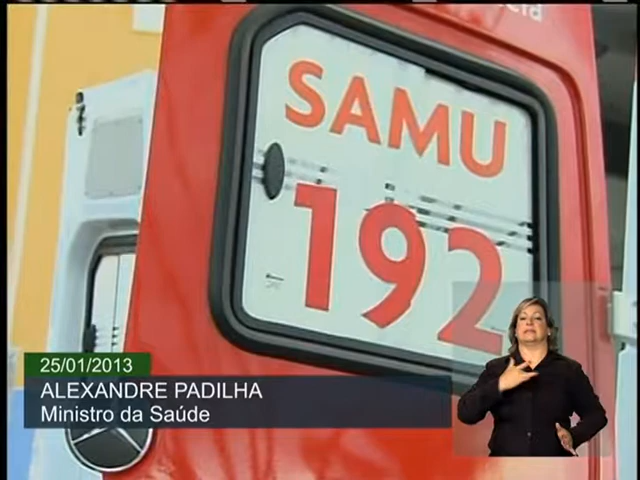 SAMU
192
25/01/2013
ALEXANDRE PADILHA
Ministro da Saúde